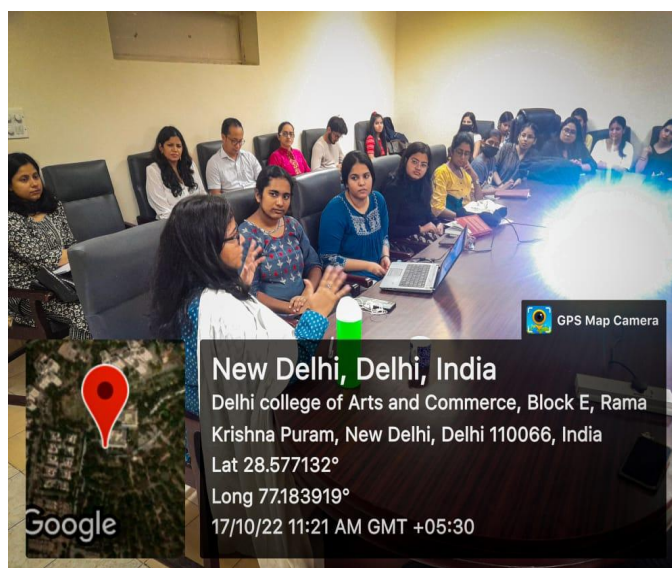 GPS Map Camera
New Delhi, Delhi, India
Delhi college of Arts and Commerce, Block E, Rama
Krishna Puram, New Delhi, Delhi 110066, India
Lat 28.577132°
Long 77.183919°
17/10/22 11:21 AM GMT +05:30
Google